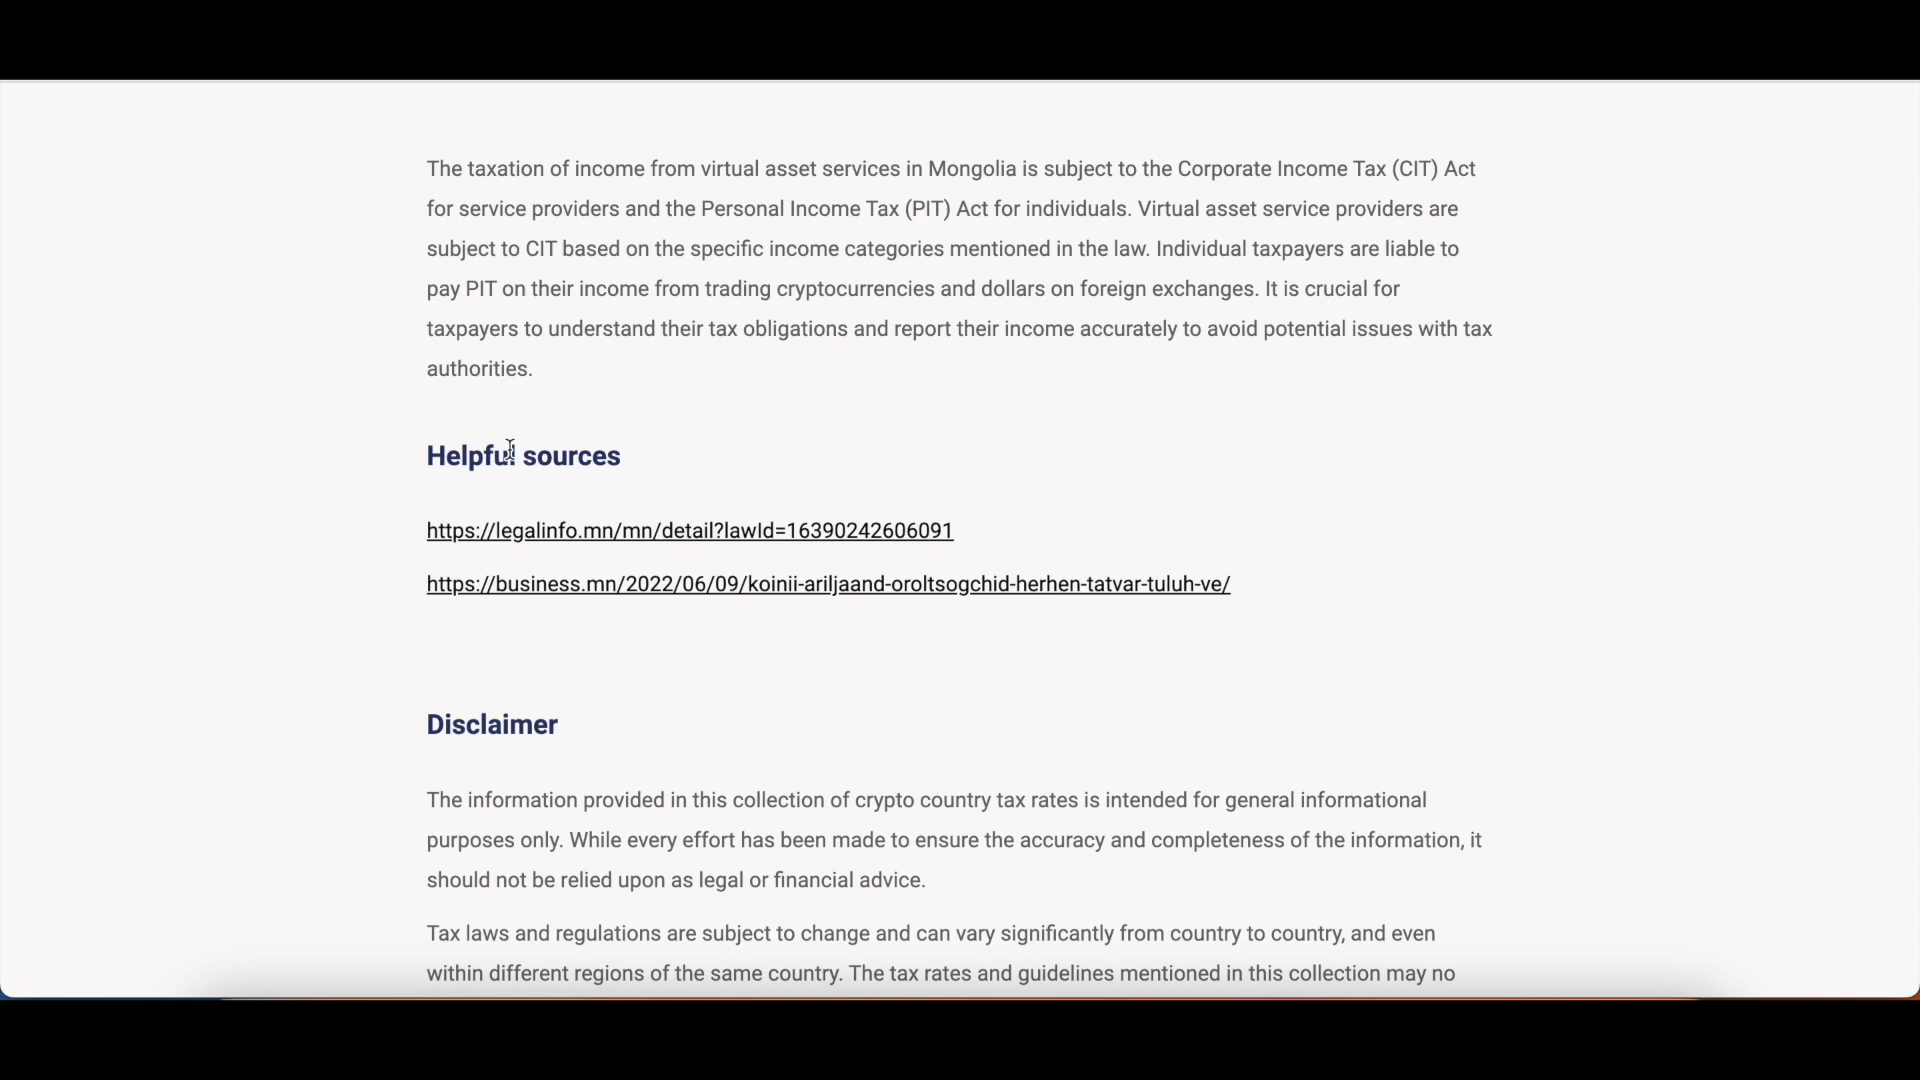 The taxation of income from virtual asset services in Mongolia is subject to the Corporate Income Tax (CIT) Act
for service providers and the Personal Income Tax (PIT) Act for individuals. Virtual asset service providers are
subject to CIT based on the specific income categories mentioned in the law. Individual taxpayers are liable to
pay PIT on their income from trading cryptocurrencies and dollars on foreign exchanges. It is crucial for
taxpayers to understand their tax obligations and report their income accurately to avoid potential issues with tax
authorities.
Helpful sources
https://legalinfo.mn/mn/detail?lawId=16390242606091
https://business.mn/2022/06/09/koinii-ariljaand-oroltsogchid-herhen-tatvar-tuluh-ve/
Disclaimer
The information provided in this collection of crypto country tax rates is intended for general informational
purposes only. While every effort has been made to ensure the accuracy and completeness of the information, it
should not be relied upon as legal or financial advice.
Tax laws and regulations are subject to change and can vary significantly from country to country, and even
within different regions of the same country. The tax rates and guidelines mentioned in this collection may no